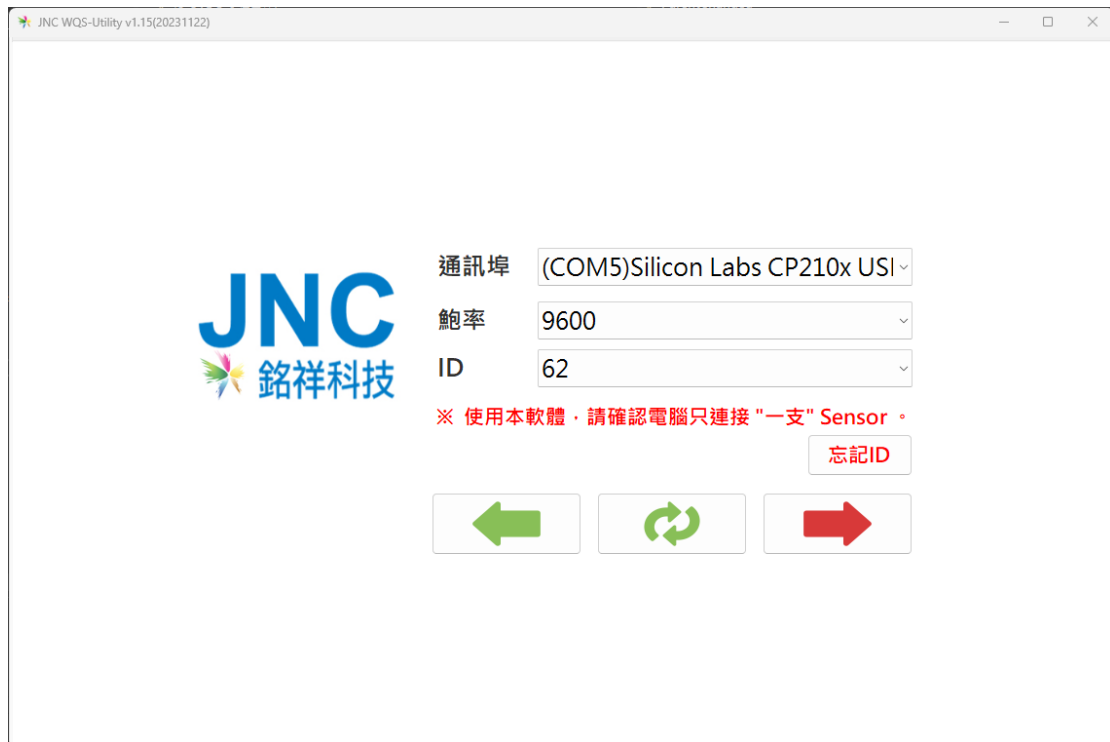 JNC WQS-Utility v1.15(20231122)
JNC
銘祥科技
通訊埠
(COM5)Silicon Labs CP210x USI
鮑率
9600
ID
62
※ 使用本軟體，請確認電腦只連接 "一支" Sensor 。
忘記ID